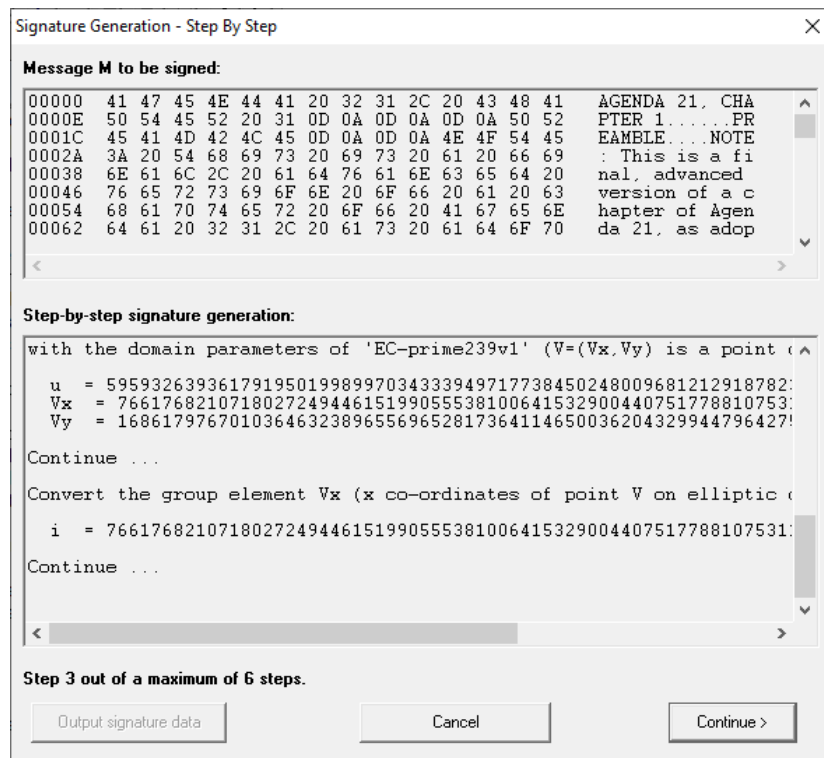 Signature Generation - Step By Step
Message M to be signed:
00000 41 47 45 4E 44 41 20 32 31 2C 20 43 48 41 AGENDA 21, CHA
0000E 50 54 45 52 20 31 0D 0A 0D 0A 0D 0A 50 52 PTER 1......PR
0001C 45 41 4D 42 4C 45 0D 0A 0D 0A 4E 4F 54 45 EAMBLE....NOTE
0002A 3A 20 54 68 69 73 20 69 73 20 61 20 66 69 : This is a fi
00038 6E 61 6C 2C 20 61 64 76 61 6E 63 65 64 20 nal, advanced
00046 76 65 72 73 69 6F 6E 20 6F 66 20 61 20 63 version of a c
00054 68 61 70 74 65 72 20 6F 66 20 41 67 65 6E hapter of Agen
00062 64 61 20 32 31 2C 20 61 73 20 61 64 6F 70 da 21, as adop
Step-by-step signature generation:
with the domain parameters of 'EC-prime239v1' (V=(Vx,Vy) is a point
u = 595932639361791950199899703433394971773845024800968121291878
Vx = 76617682107180272494461519905553810064153290044075177881075
Vy = 16861797670103646323896556965281736411465003620432994479642
Continue ...
Convert the group element Vx (x co-ordinates of point V on elliptic
i = 766176821071802724944615199055538100641532900440751778810753
Continue ...
Step 3 out of a maximum of 6 steps.
Output signature data Cancel Continue >